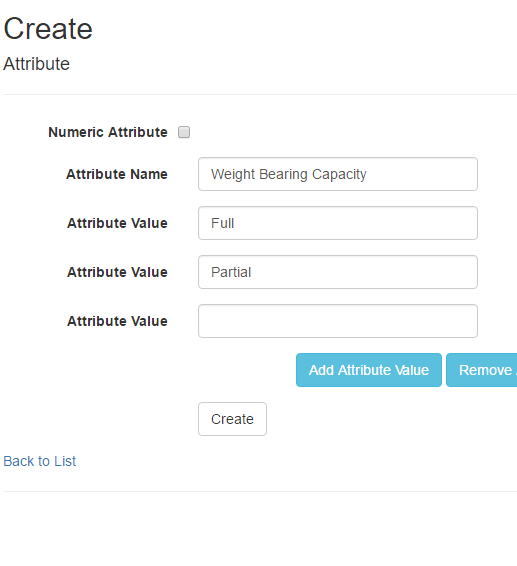 Create
Attribute
Numeric Attribute
Attribute Name Weight Bearing Capacity
Attribute Value Full
Attribute Value Partial
Attribute Value
Add Attribute Value Remove
Create
Back to List